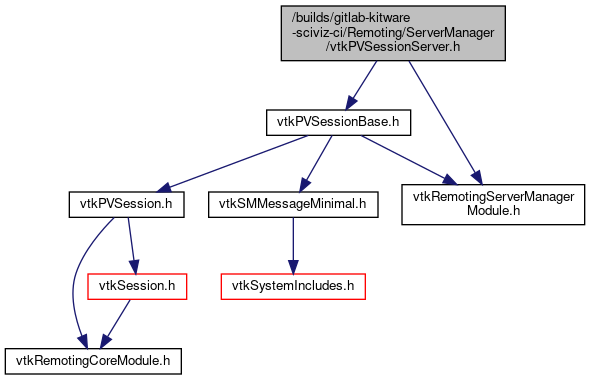 /builds/gitlab-kitware
-sciviz-ci/Remoting/ServerManager
/vtkPVSessionServer.h
vtkPVSessionBase.h
vtkPVSession.h
vtkSMMessageMinimal.h
vtkRemotingServerManager
Module.h
vtkSession.h
vtkSystemIncludes.h
vtkRemotingCoreModule.h